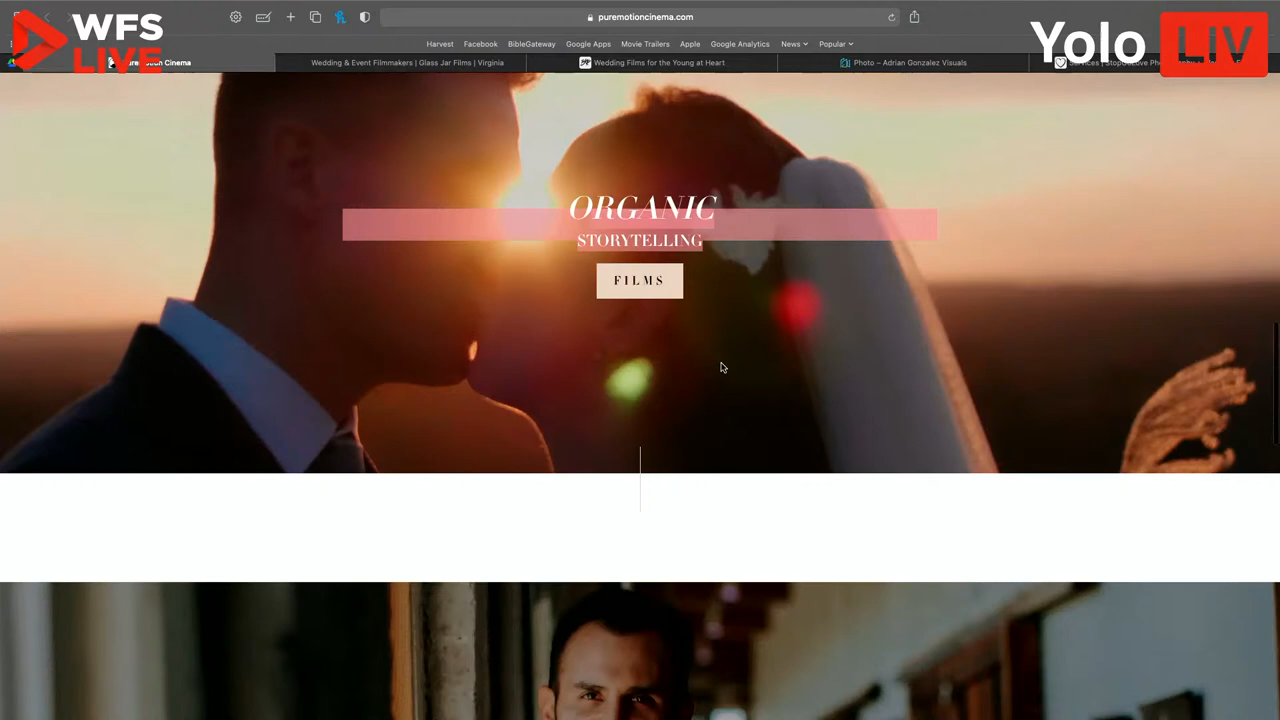 WFS
LIVE
puremotioncinema.com
Yolo LiV
Harvest Facebook BibleGateway Google Apps Movie Trailers Apple Google Analytics News Popular
Wedding & Event Filmmakers | Glass Jar Films | Virginia
Wedding Films for the Young at Heart
Photo – Adrian Gonzalez Visuals
ORGANIC
STORYTELLING
FILMS